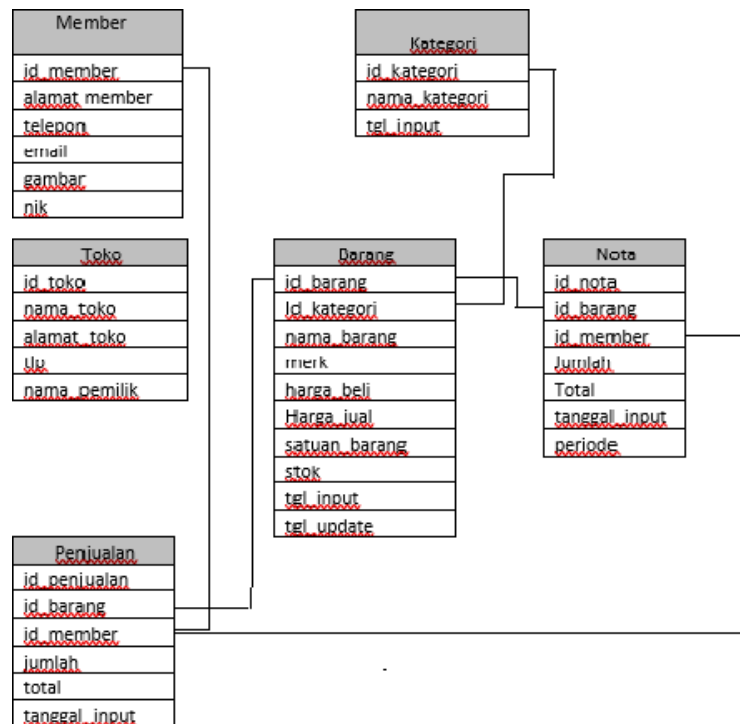 Member
id_member
alamat member
telepon
email
gambar
nik
Kategori
id_kategori
nama_kategori
tgl_input
Toko
id_toko
nama_toko
alamat_toko
tlp
nama_pemilik
Barang
id_barang
Id_kategori
nama_barang
merk
harga_beli
Harga_jual
satuan_barang
stok
tgl_input
tgl_update
Nota
id_nota
id_barang
id_member
Jumlah
Total
tanggal_input
periode
Penjualan
id_penjualan
id_barang
id_member
jumlah
total
tanggal_input